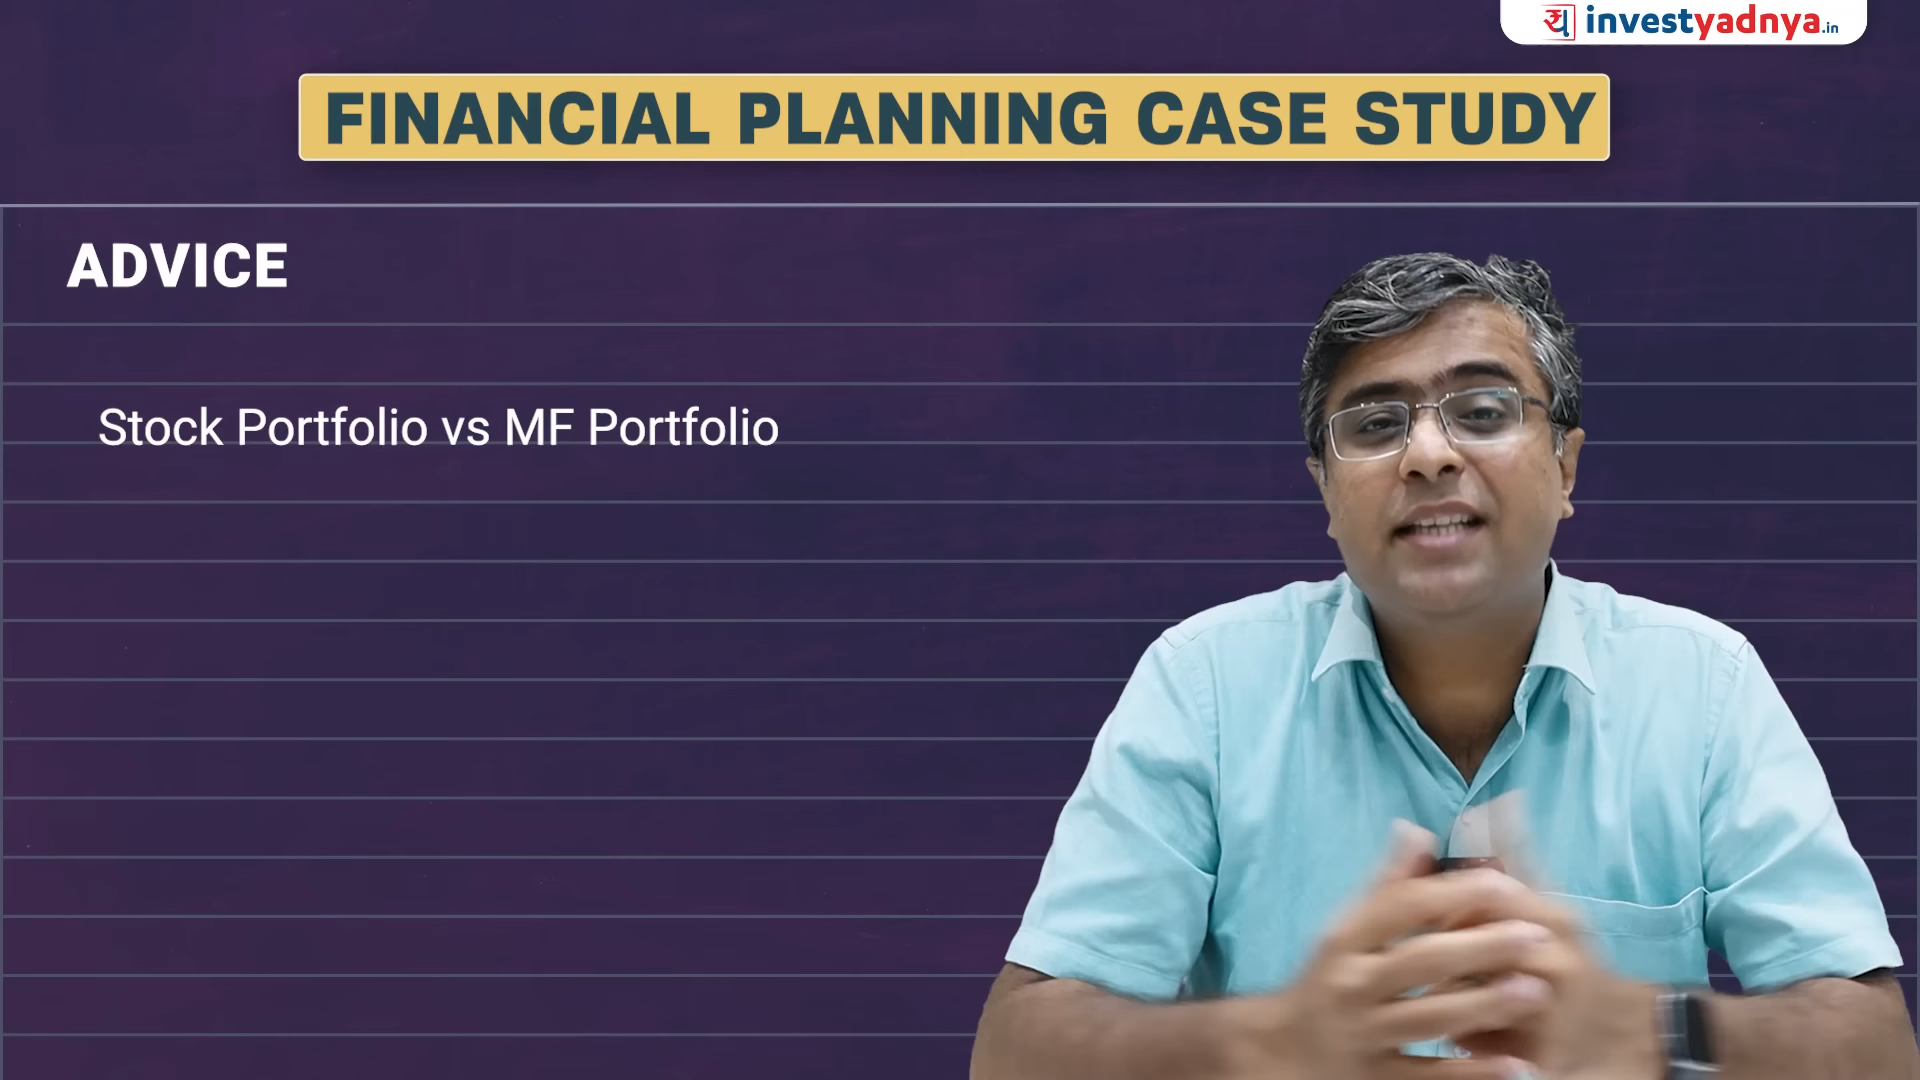 investyadnya.in
FINANCIAL PLANNING CASE STUDY
ADVICE
Stock Portfolio vs MF Portfolio